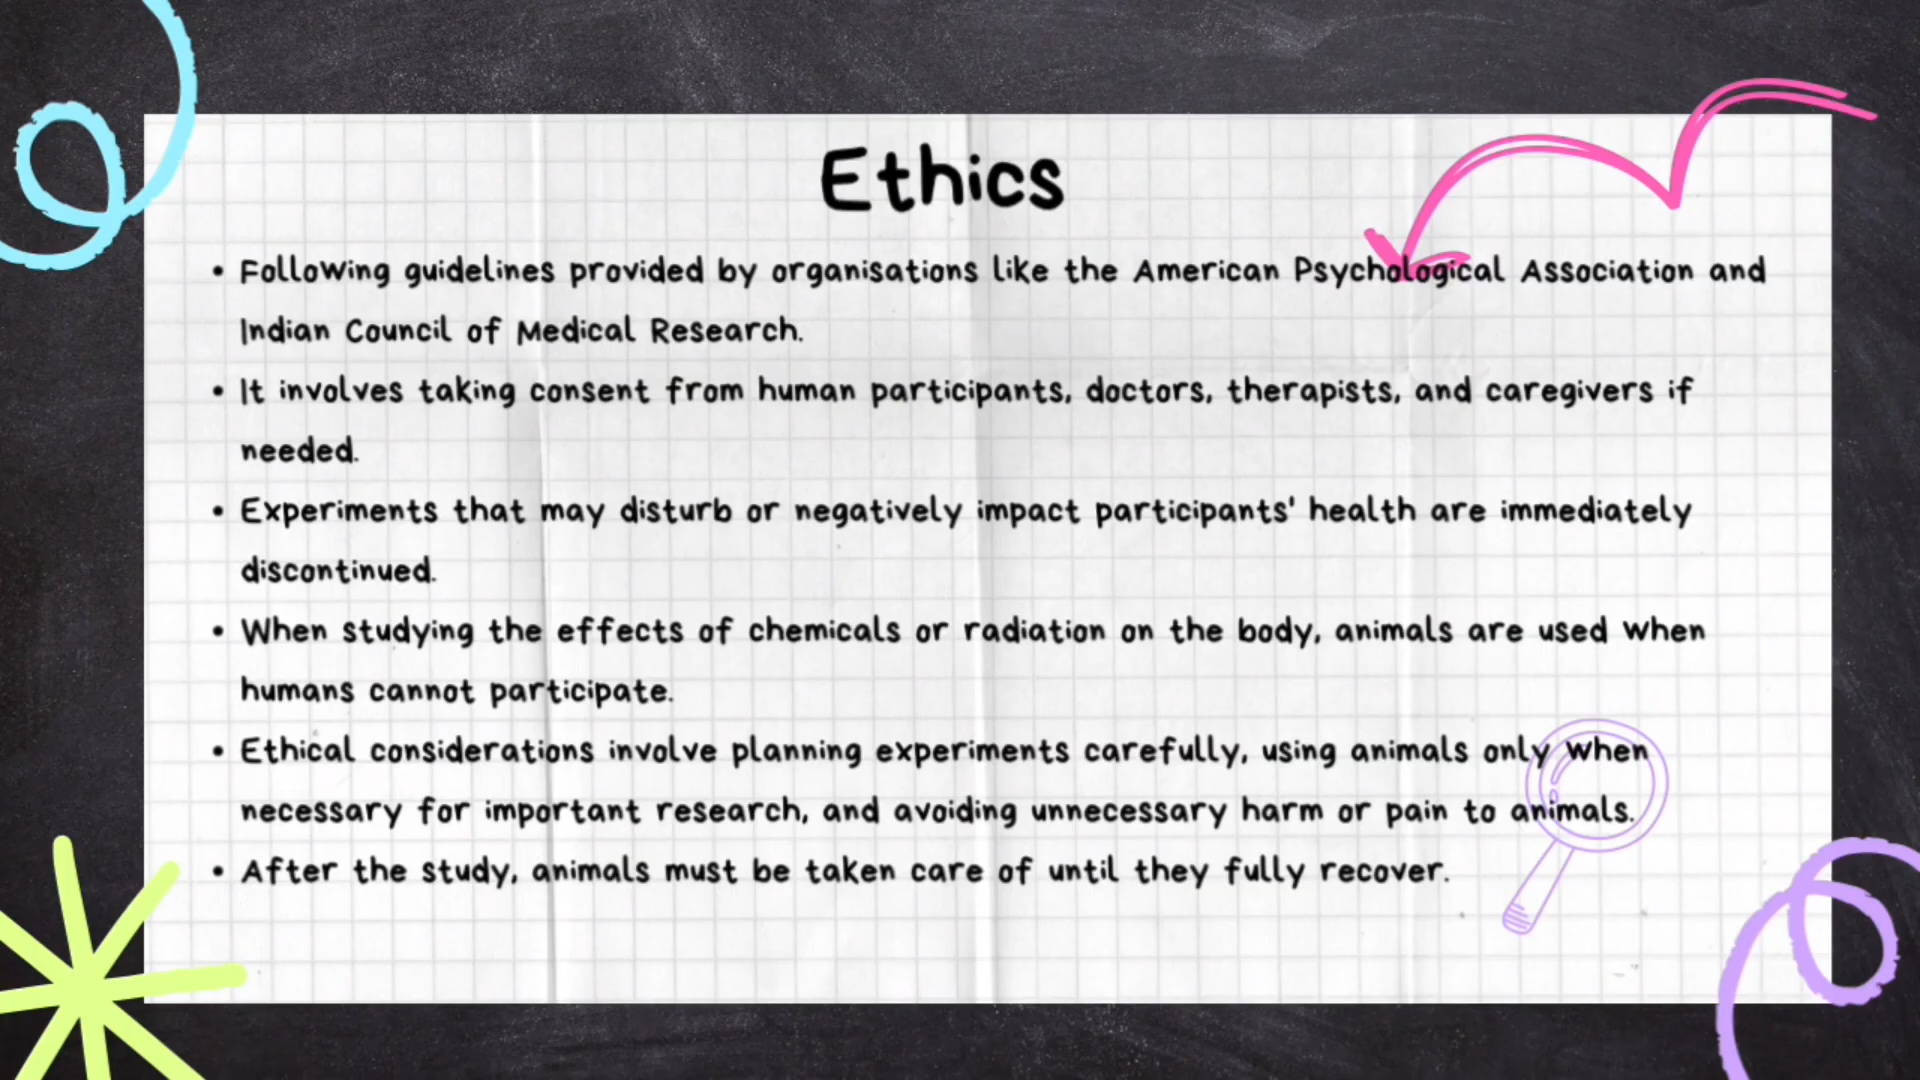 Ethics
• Following guidelines provided by organisations like the American Psychological Association and
Indian Council of Medical Research.
• It involves taking consent from human participants, doctors, therapists, and caregivers if
needed.
• Experiments that may disturb or negatively impact participants' health are immediately
discontinued.
• When studying the effects of chemicals or radiation on the body, animals are used when
humans cannot participate.
• Ethical considerations involve planning experiments carefully, using animals only when
necessary for important research, and avoiding unnecessary harm or pain to animals.
• After the study, animals must be taken care of until they fully recover.